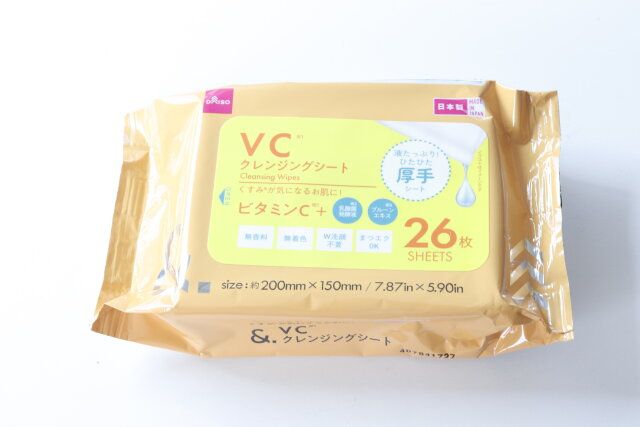 DAISO
日本製
MADE IN JAPAN
VC※1
クレンジングシート
Cleansing Wipes
くすみ※が気になるお肌に!
ビタミンC※1+
乳酸菌
発酵液
プルーン
エキス
液たっぷり!
ひたひた
厚手
シート
無香料
無着色
W洗顔
不要
まつエク
OK
26枚
SHEETS
size:約200mm×150mm/7.87in×5.90in
&.
VC※1
クレンジングシート